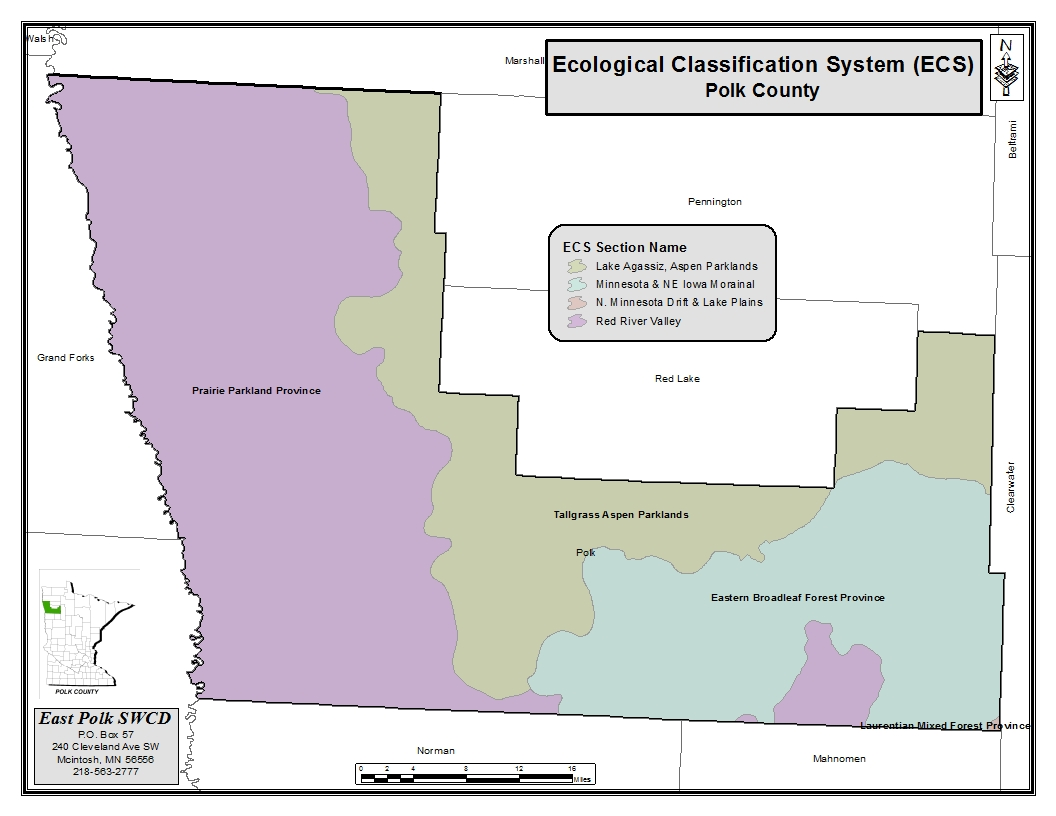 Walsh
Marshall
Ecological Classification System (ECS)
Polk County
N
Beltrami
Pennington
ECS Section Name
Lake Agassiz, Aspen Parklands
Minnesota & NE Iowa Morainal
N. Minnesota Drift & Lake Plains
Red River Valley
Grand Forks
Red Lake
Prairie Parkland Province
Clearwater
Tallgrass Aspen Parklands
Polk
Eastern Broadleaf Forest Province
POLK COUNTY
Laurentian Mixed Forest Province
East Polk SWCD
P.O. Box 57
240 Cleveland Ave SW
Mcintosh, MN 56556
218-563-2777
Norman
Mahnomen
0 2 4 8 12 16
Miles